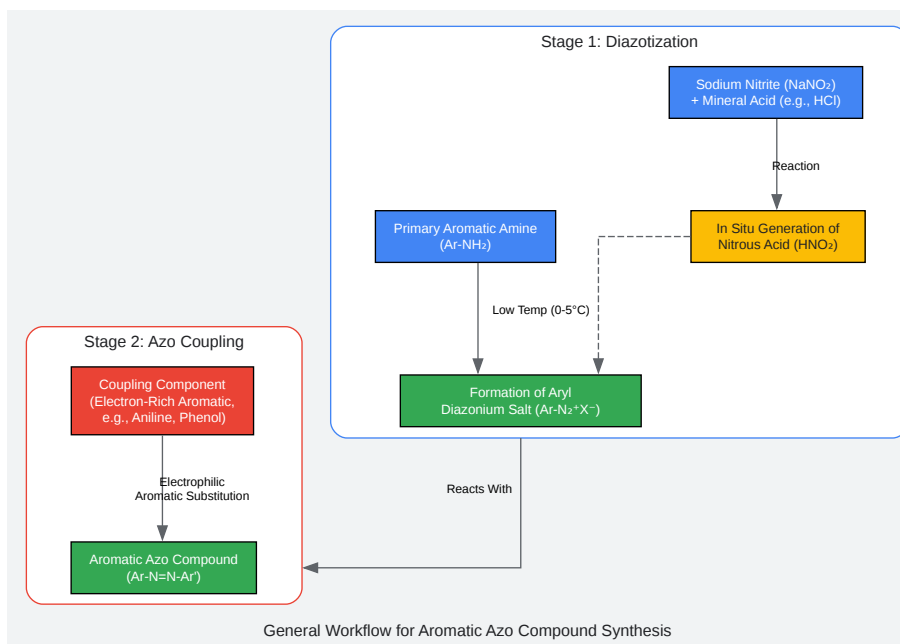 Stage 1: Diazotization
Sodium Nitrite (NaNO₂)
+ Mineral Acid (e.g., HCl)
Reaction
Primary Aromatic Amine
(Ar-NH₂)
In Situ Generation of
Nitrous Acid (HNO₂)
Low Temp (0-5°C)
Formation of Aryl
Diazonium Salt (Ar-N₂⁺X⁻)
Reacts With
Stage 2: Azo Coupling
Coupling Component
(Electron-Rich Aromatic,
e.g., Aniline, Phenol)
Electrophilic
Aromatic Substitution
Aromatic Azo Compound
(Ar-N=N-Ar')
General Workflow for Aromatic Azo Compound Synthesis